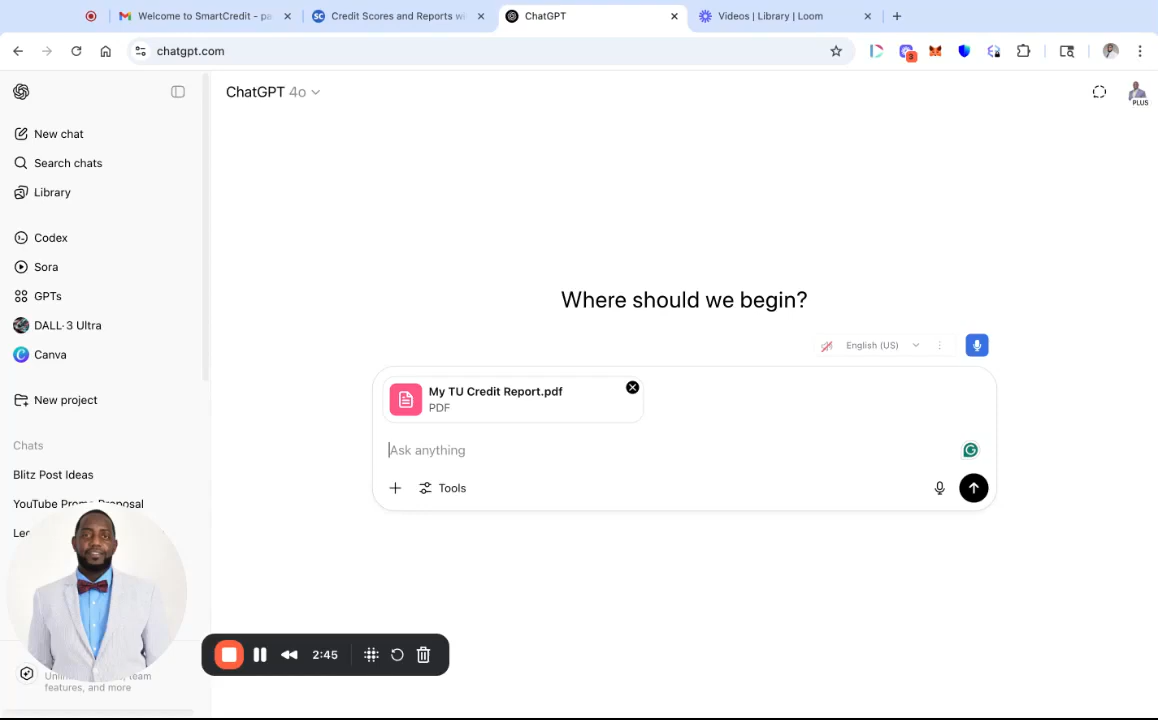 Welcome to SmartCredit - pa
Credit Scores and Reports wi
ChatGPT
Videos | Library | Loom
chatgpt.com
3
ChatGPT 4o
PLUS
New chat
Search chats
Library
Codex
Sora
GPTs
DALL·3 Ultra
Canva
New project
Chats
Blitz Post Ideas
YouTube Promo Proposal
Where should we begin?
English (US)
My TU Credit Report.pdf
PDF
Ask anything
Tools
2:45
team
features, and more